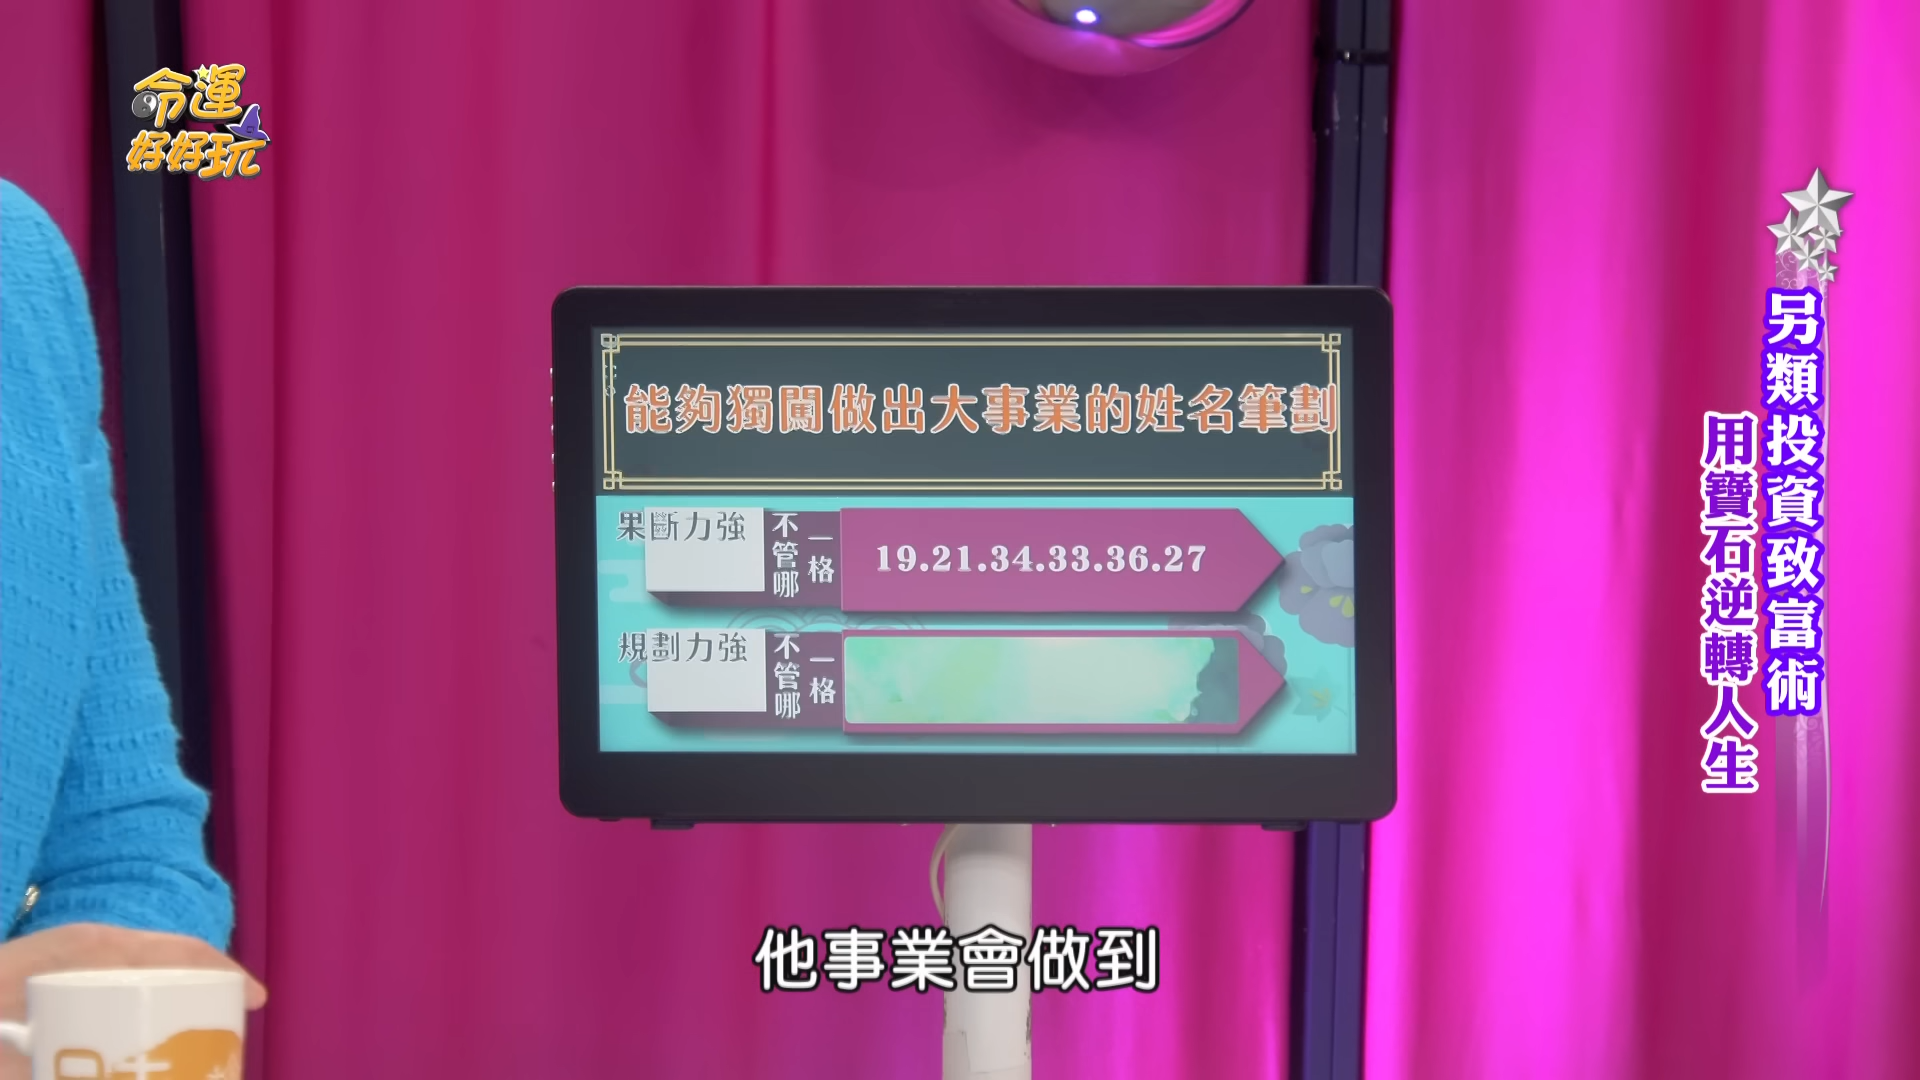 命運
好好玩
另類投資致富術
用寶石逆轉人生
能夠獨闖做出大事業的姓名筆劃
果斷力強
不管哪一格
19.21.34.33.36.27
規劃力強
不管哪一格
他事業會做到